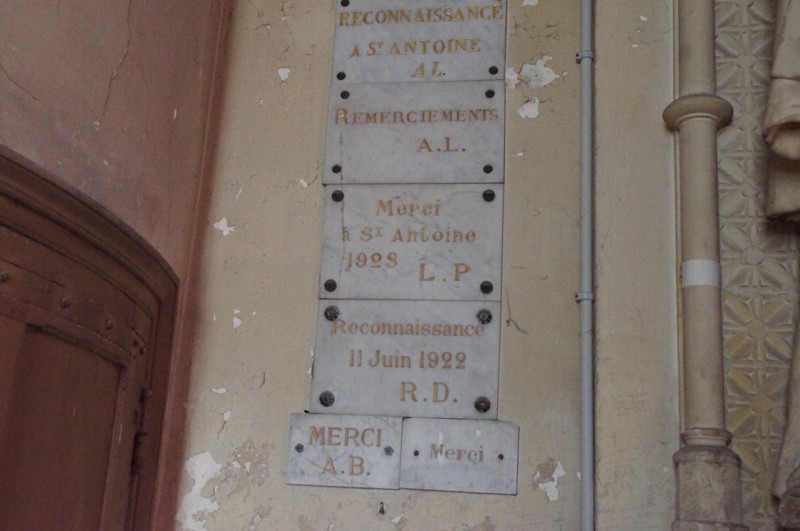 RECONNAISSANCE
A ST ANTOINE
AL.
REMERCIEMENTS
A.L.
Merci
à ST Antoine
1928 L.P
Reconnaissance
11 Juin 1922
R.D.
MERCI
A.B.
Merci